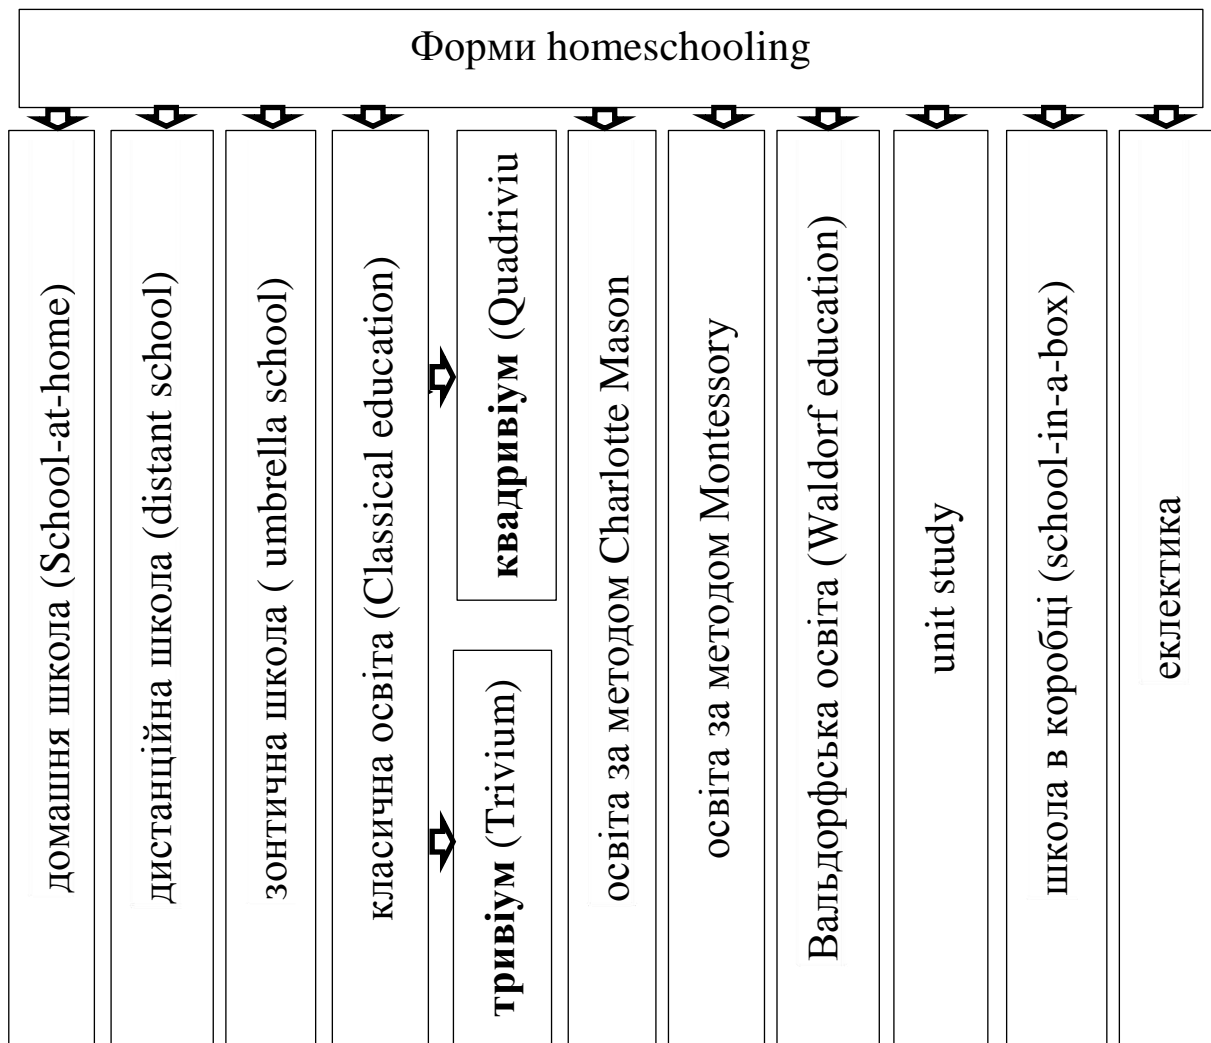 Форми homeschooling
домашня школа (School-at-home)
дистанційна школа (distant school)
зонтична школа ( umbrella school)
класична освіта (Classical education)
квадривіум (Quadriviu
тривіум (Trivium)
освіта за методом Charlotte Mason
освіта за методом Montessory
Вальдорфська освіта (Waldorf education)
unit study
школа в коробці (school-in-a-box)
еклектика